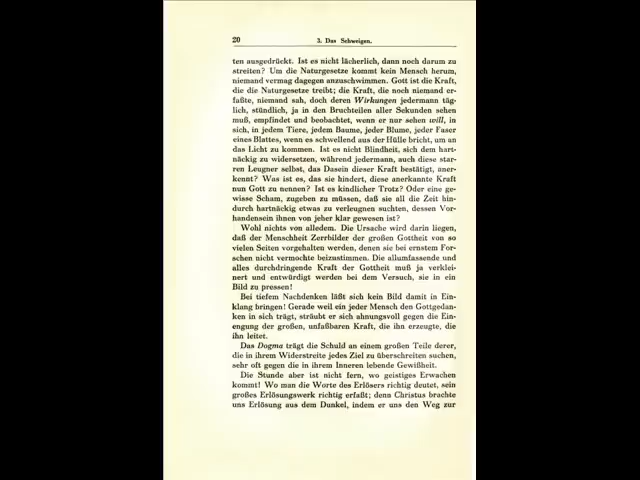 20
3. Das Schweigen.
ten ausgedrückt. Ist es nicht lächerlich, dann noch darum zu
streiten? Um die Naturgesetze kommt kein Mensch herum,
niemand vermag dagegen anzuschwimmen. Gott ist die Kraft,
die die Naturgesetze treibt; die Kraft, die noch niemand er-
faßte, niemand sah, doch deren Wirkungen jedermann täg-
lich, stündlich, ja in den Bruchteilen aller Sekunden sehen
muß, empfindet und beobachtet, wenn er nur sehen will, in
sich, in jedem Tiere, jedem Baume, jeder Blume, jeder Faser
eines Blattes, wenn es schwellend aus der Hülle bricht, um an
das Licht zu kommen. Ist es nicht Blindheit, sich dem hart-
näckig zu widersetzen, während jedermann, auch diese star-
ren Leugner selbst, das Dasein dieser Kraft bestätigt, aner-
kennt? Was ist es, das sie hindert, diese anerkannte Kraft
nun Gott zu nennen? Ist es kindlicher Trotz? Oder eine ge-
wisse Scham, zugeben zu müssen, daß sie all die Zeit hin-
durch hartnäckig etwas zu verleugnen suchten, dessen Vor-
handensein ihnen von jeher klar gewesen ist?
Wohl nichts von alledem. Die Ursache wird darin liegen,
daß der Menschheit Zerrbilder der großen Gottheit von so
vielen Seiten vorgehalten werden, denen sie bei ernstem For-
schen nicht vermochte beizustimmen. Die allumfassende und
alles durchdringende Kraft der Gottheit muß ja verklei-
nert und entwürdigt werden bei dem Versuch, sie in ein
Bild zu pressen!
Bei tiefem Nachdenken läßt sich kein Bild damit in Ein-
klang bringen! Gerade weil ein jeder Mensch den Gottgedan-
ken in sich trägt, sträubt er sich ahnungsvoll gegen die Ein-
engung der großen, unfaßbaren Kraft, die ihn erzeugte, die
ihn leitet.
Das Dogma trägt die Schuld an einem großen Teile derer,
die in ihrem Widerstreite jedes Ziel zu überschreiten suchen,
sehr oft gegen die in ihrem Inneren lebende Gewißheit.
Die Stunde aber ist nicht fern, wo geistiges Erwachen
kommt! Wo man die Worte des Erlösers richtig deutet, sein
großes Erlösungswerk richtig erfaßt; denn Christus brachte
uns Erlösung aus dem Dunkel, indem er uns den Weg zur